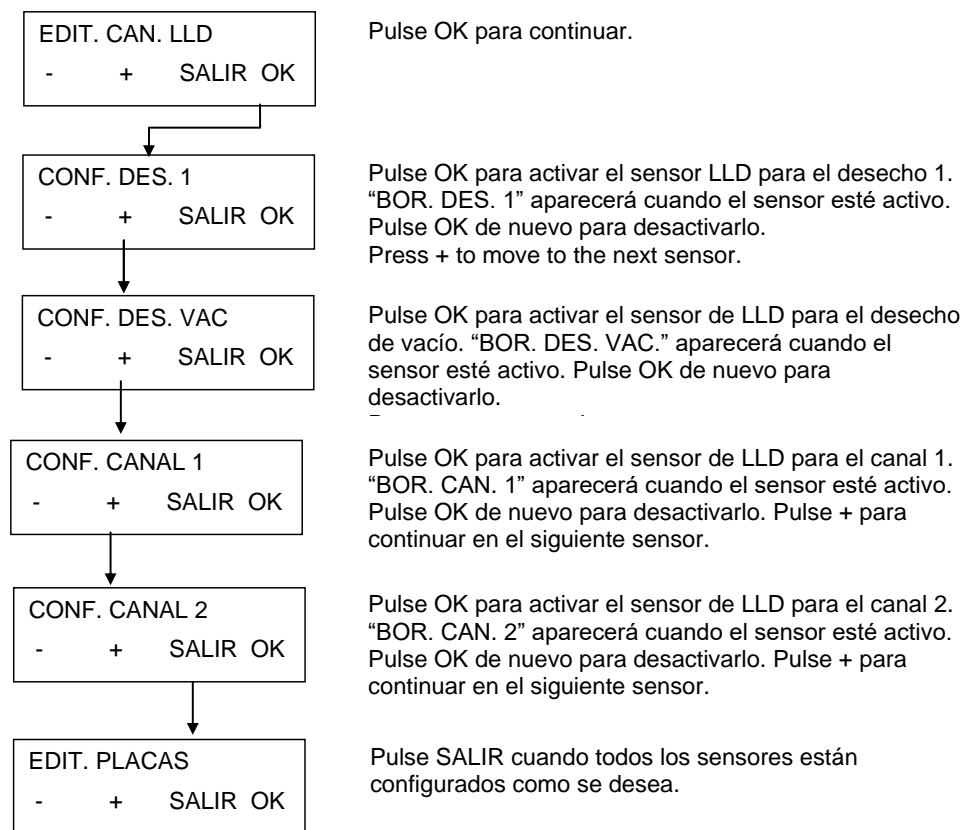 EDIT. CAN. LLD
- + SALIR OK
Pulse OK para continuar.
CONF. DES. 1
- + SALIR OK
Pulse OK para activar el sensor LLD para el desecho 1.
“BOR. DES. 1” aparecerá cuando el sensor esté activo.
Pulse OK de nuevo para desactivarlo.
Press + to move to the next sensor.
CONF. DES. VAC
- + SALIR OK
Pulse OK para activar el sensor de LLD para el desecho
de vacío. “BOR. DES. VAC.” aparecerá cuando el
sensor esté activo. Pulse OK de nuevo para
desactivarlo.
CONF. CANAL 1
- + SALIR OK
Pulse OK para activar el sensor de LLD para el canal 1.
“BOR. CAN. 1” aparecerá cuando el sensor esté activo.
Pulse OK de nuevo para desactivarlo. Pulse + para
continuar en el siguiente sensor.
CONF. CANAL 2
- + SALIR OK
Pulse OK para activar el sensor de LLD para el canal 2.
“BOR. CAN. 2” aparecerá cuando el sensor esté activo.
Pulse OK de nuevo para desactivarlo. Pulse + para
continuar en el siguiente sensor.
EDIT. PLACAS
- + SALIR OK
Pulse SALIR cuando todos los sensores están
configurados como se desea.